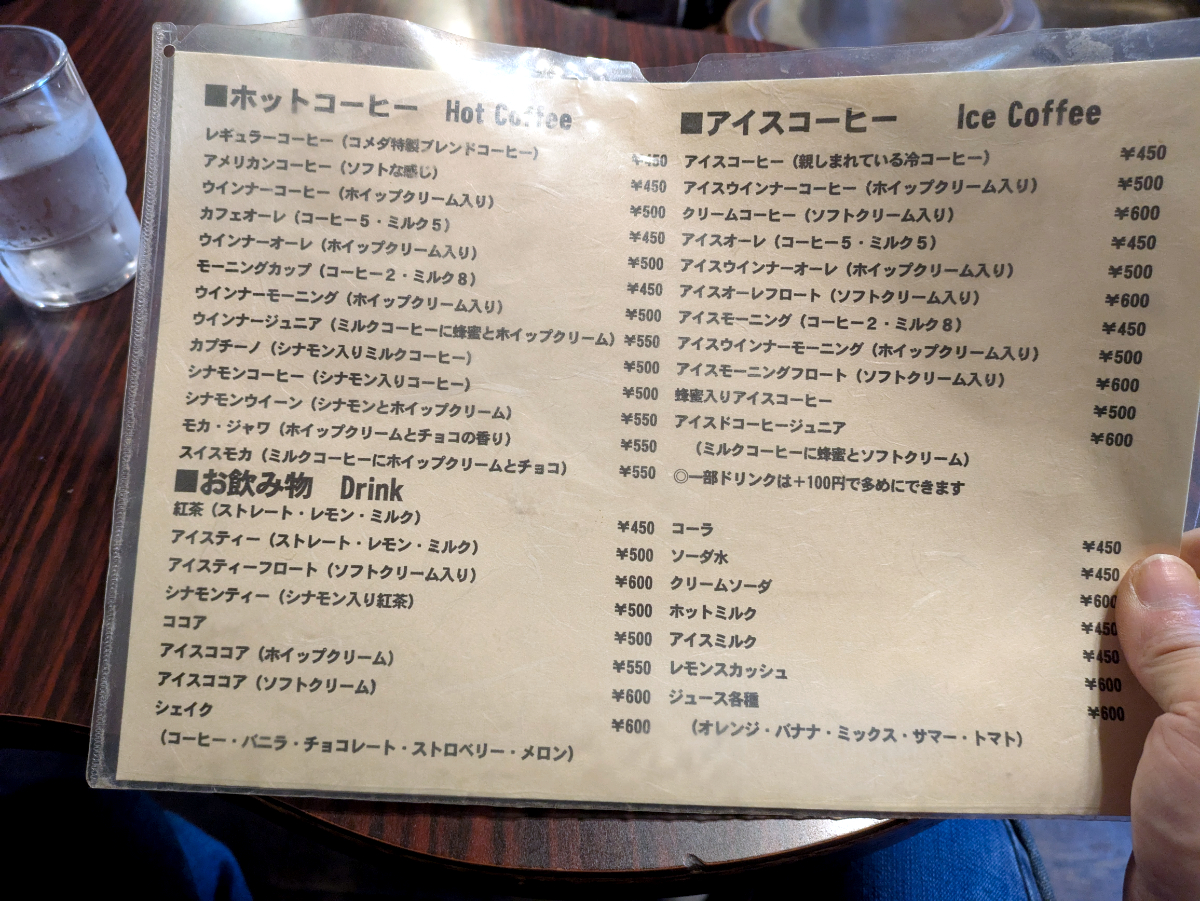 ■ホットコーヒー Hot Coffee
レギュラーコーヒー（コメダ特製ブレンドコーヒー） ¥450
アメリカンコーヒー（ソフトな感じ） ¥450
ウインナーコーヒー（ホイップクリーム入り） ¥500
カフェオーレ（コーヒー５・ミルク５） ¥450
ウインナーオーレ（ホイップクリーム入り） ¥500
モーニングカップ（コーヒー２・ミルク８） ¥450
ウインナーモーニング（ホイップクリーム入り） ¥500
ウインナージュニア（ミルクコーヒーに蜂蜜とホイップクリーム） ¥550
カプチーノ（シナモン入りミルクコーヒー） ¥500
シナモンコーヒー（シナモン入りコーヒー） ¥500
シナモンウイーン（シナモンとホイップクリーム） ¥550
モカ・ジャワ（ホイップクリームとチョコの香り） ¥550
スイスモカ（ミルクコーヒーにホイップクリームとチョコ） ¥550
■アイスコーヒー Ice Coffee
アイスコーヒー（親しまれている冷コーヒー） ¥450
アイスウインナーコーヒー（ホイップクリーム入り） ¥500
クリームコーヒー（ソフトクリーム入り） ¥600
アイスオーレ（コーヒー５・ミルク５） ¥450
アイスウインナーオーレ（ホイップクリーム入り） ¥500
アイスオーレフロート（ソフトクリーム入り） ¥600
アイスモーニング（コーヒー２・ミルク８） ¥450
アイスウインナーモーニング（ホイップクリーム入り） ¥500
アイスモーニングフロート（ソフトクリーム入り） ¥600
蜂蜜入りアイスコーヒー ¥500
アイスドコーヒージュニア ¥600
（ミルクコーヒーに蜂蜜とソフトクリーム）
◎一部ドリンクは＋100円で多めにできます
■お飲み物 Drink
紅茶（ストレート・レモン・ミルク） ¥450
アイスティー（ストレート・レモン・ミルク） ¥500
アイスティーフロート（ソフトクリーム入り） ¥600
シナモンティー（シナモン入り紅茶） ¥500
ココア ¥500
アイスココア（ホイップクリーム） ¥550
アイスココア（ソフトクリーム） ¥600
シェイク ¥600
（コーヒー・バニラ・チョコレート・ストロベリー・メロン）
コーラ ¥450
ソーダ水 ¥450
クリームソーダ ¥600
ホットミルク ¥450
アイスミルク ¥450
レモンスカッシュ ¥600
ジュース各種 ¥600
（オレンジ・バナナ・ミックス・サマー・トマト）